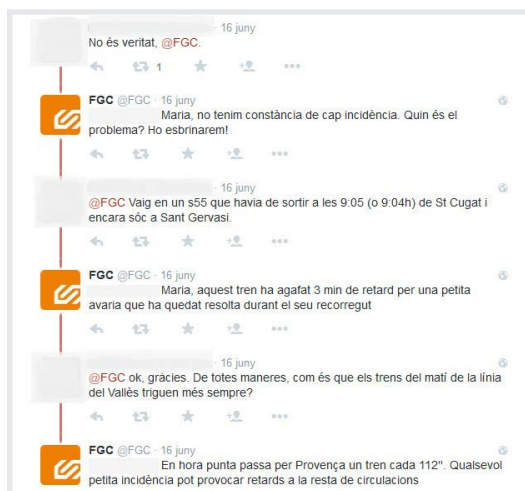 · 16 juny
No és veritat, @FGC.
1
FGC @FGC · 16 juny
Maria, no tenim constància de cap incidència. Quin és el
problema? Ho esbrinarem!
· 16 juny
@FGC Vaig en un s55 que havia de sortir a les 9:05 (o 9:04h) de St Cugat i
encara sóc a Sant Gervasi.
FGC @FGC · 16 juny
Maria, aquest tren ha agafat 3 min de retard per una petita
avaria que ha quedat resolta durant el seu recorregut
· 16 juny
@FGC ok, gràcies. De totes maneres, com és que els trens del matí de la línia
del Vallès triguen més sempre?
FGC @FGC · 16 juny
En hora punta passa per Provença un tren cada 112". Qualsevol
petita incidència pot provocar retards a la resta de circulacions